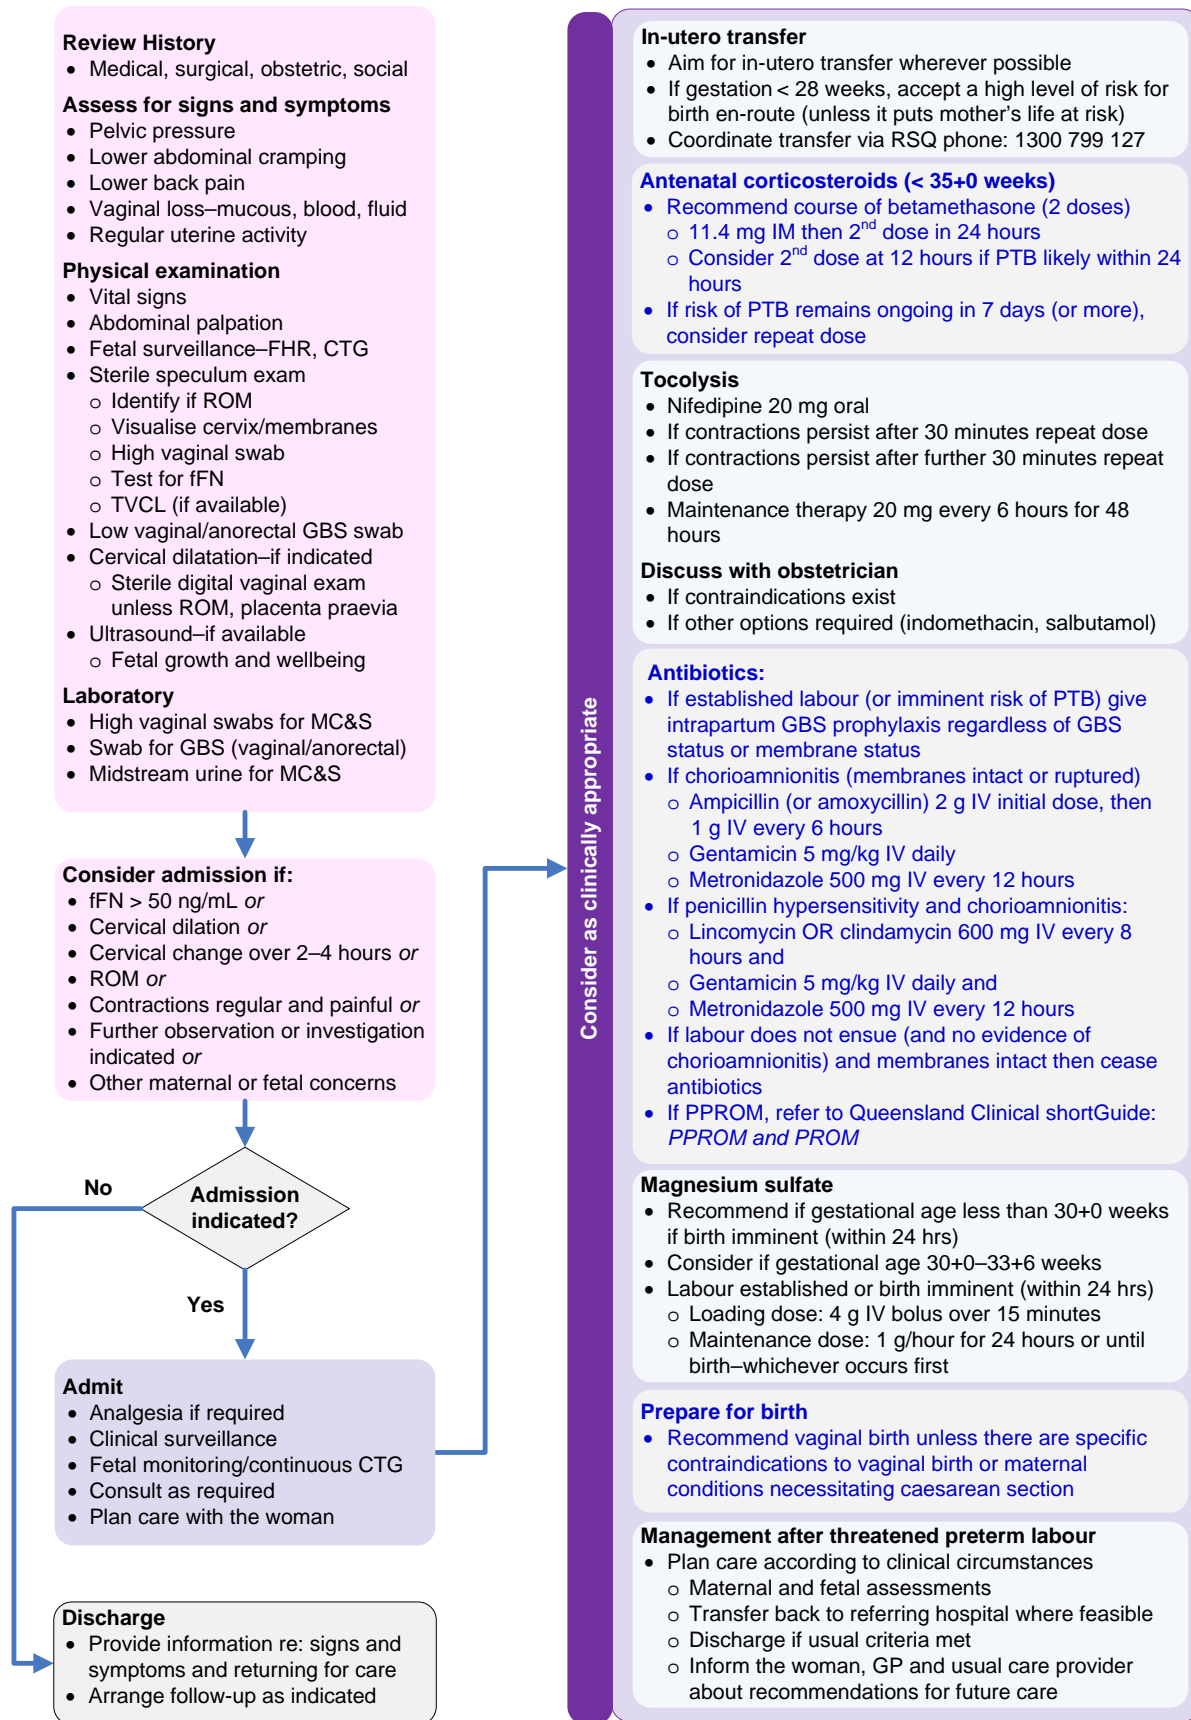 Review History
• Medical, surgical, obstetric, social
Assess for signs and symptoms
• Pelvic pressure
• Lower abdominal cramping
• Lower back pain
• Vaginal loss–mucous, blood, fluid
• Regular uterine activity
Physical examination
• Vital signs
• Abdominal palpation
• Fetal surveillance–FHR, CTG
• Sterile speculum exam
o Identify if ROM
o Visualise cervix/membranes
o High vaginal swab
o Test for fFN
o TVCL (if available)
• Low vaginal/anorectal GBS swab
• Cervical dilatation–if indicated
o Sterile digital vaginal exam
unless ROM, placenta praevia
• Ultrasound–if available
o Fetal growth and wellbeing
Laboratory
• High vaginal swabs for MC&S
• Swab for GBS (vaginal/anorectal)
• Midstream urine for MC&S
Consider admission if:
• fFN > 50 ng/mL or
• Cervical dilation or
• Cervical change over 2–4 hours or
• ROM or
• Contractions regular and painful or
• Further observation or investigation
indicated or
• Other maternal or fetal concerns
Admission
indicated?
No
Yes
Admit
• Analgesia if required
• Clinical surveillance
• Fetal monitoring/continuous CTG
• Consult as required
• Plan care with the woman
Discharge
• Provide information re: signs and
symptoms and returning for care
• Arrange follow-up as indicated
Consider as clinically appropriate
In-utero transfer
• Aim for in-utero transfer wherever possible
• If gestation < 28 weeks, accept a high level of risk for
birth en-route (unless it puts mother's life at risk)
• Coordinate transfer via RSQ phone: 1300 799 127
Antenatal corticosteroids (< 35+0 weeks)
• Recommend course of betamethasone (2 doses)
o 11.4 mg IM then 2nd dose in 24 hours
o Consider 2nd dose at 12 hours if PTB likely within 24
hours
• If risk of PTB remains ongoing in 7 days (or more),
consider repeat dose
Tocolysis
• Nifedipine 20 mg oral
• If contractions persist after 30 minutes repeat dose
• If contractions persist after further 30 minutes repeat
dose
• Maintenance therapy 20 mg every 6 hours for 48
hours
Discuss with obstetrician
• If contraindications exist
• If other options required (indomethacin, salbutamol)
Antibiotics:
• If established labour (or imminent risk of PTB) give
intrapartum GBS prophylaxis regardless of GBS
status or membrane status
• If chorioamnionitis (membranes intact or ruptured)
o Ampicillin (or amoxycillin) 2 g IV initial dose, then
1 g IV every 6 hours
o Gentamicin 5 mg/kg IV daily
o Metronidazole 500 mg IV every 12 hours
• If penicillin hypersensitivity and chorioamnionitis:
o Lincomycin OR clindamycin 600 mg IV every 8
hours and
o Gentamicin 5 mg/kg IV daily and
o Metronidazole 500 mg IV every 12 hours
• If labour does not ensue (and no evidence of
chorioamnionitis) and membranes intact then cease
antibiotics
• If PPROM, refer to Queensland Clinical shortGuide:
PPROM and PROM
Magnesium sulfate
• Recommend if gestational age less than 30+0 weeks
if birth imminent (within 24 hrs)
• Consider if gestational age 30+0–33+6 weeks
• Labour established or birth imminent (within 24 hrs)
o Loading dose: 4 g IV bolus over 15 minutes
o Maintenance dose: 1 g/hour for 24 hours or until
birth–whichever occurs first
Prepare for birth
• Recommend vaginal birth unless there are specific
contraindications to vaginal birth or maternal
conditions necessitating caesarean section
Management after threatened preterm labour
• Plan care according to clinical circumstances
o Maternal and fetal assessments
o Transfer back to referring hospital where feasible
o Discharge if usual criteria met
o Inform the woman, GP and usual care provider
about recommendations for future care